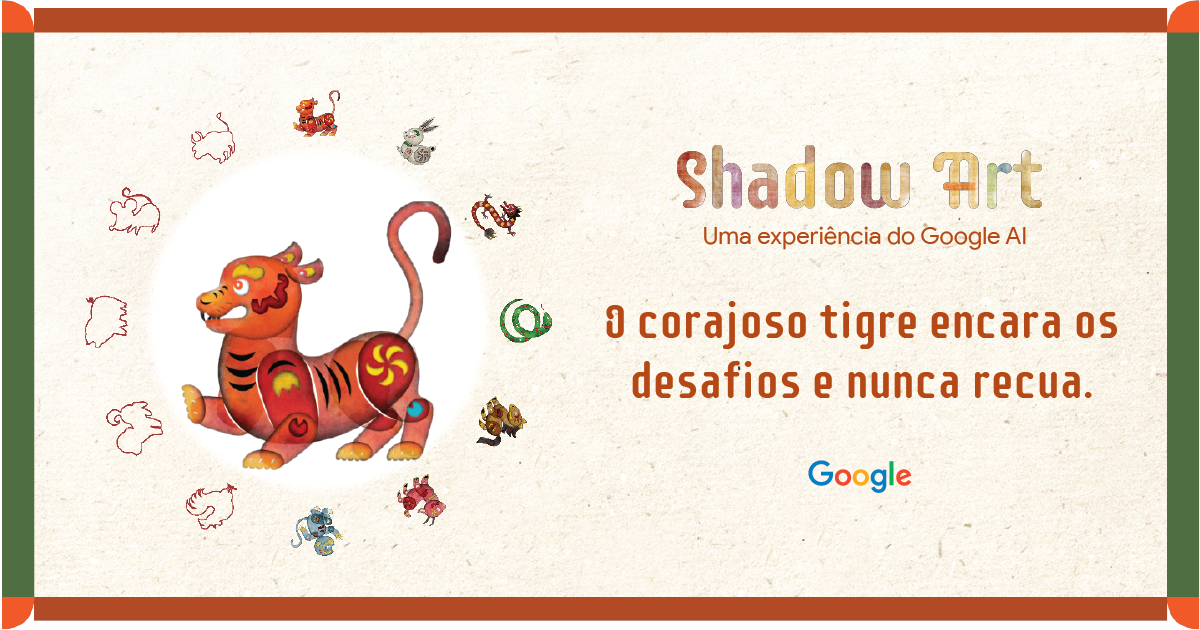 Shadow Art
Uma experiência do Google AI
O corajoso tigre encara os
desafios e nunca recua.
Google